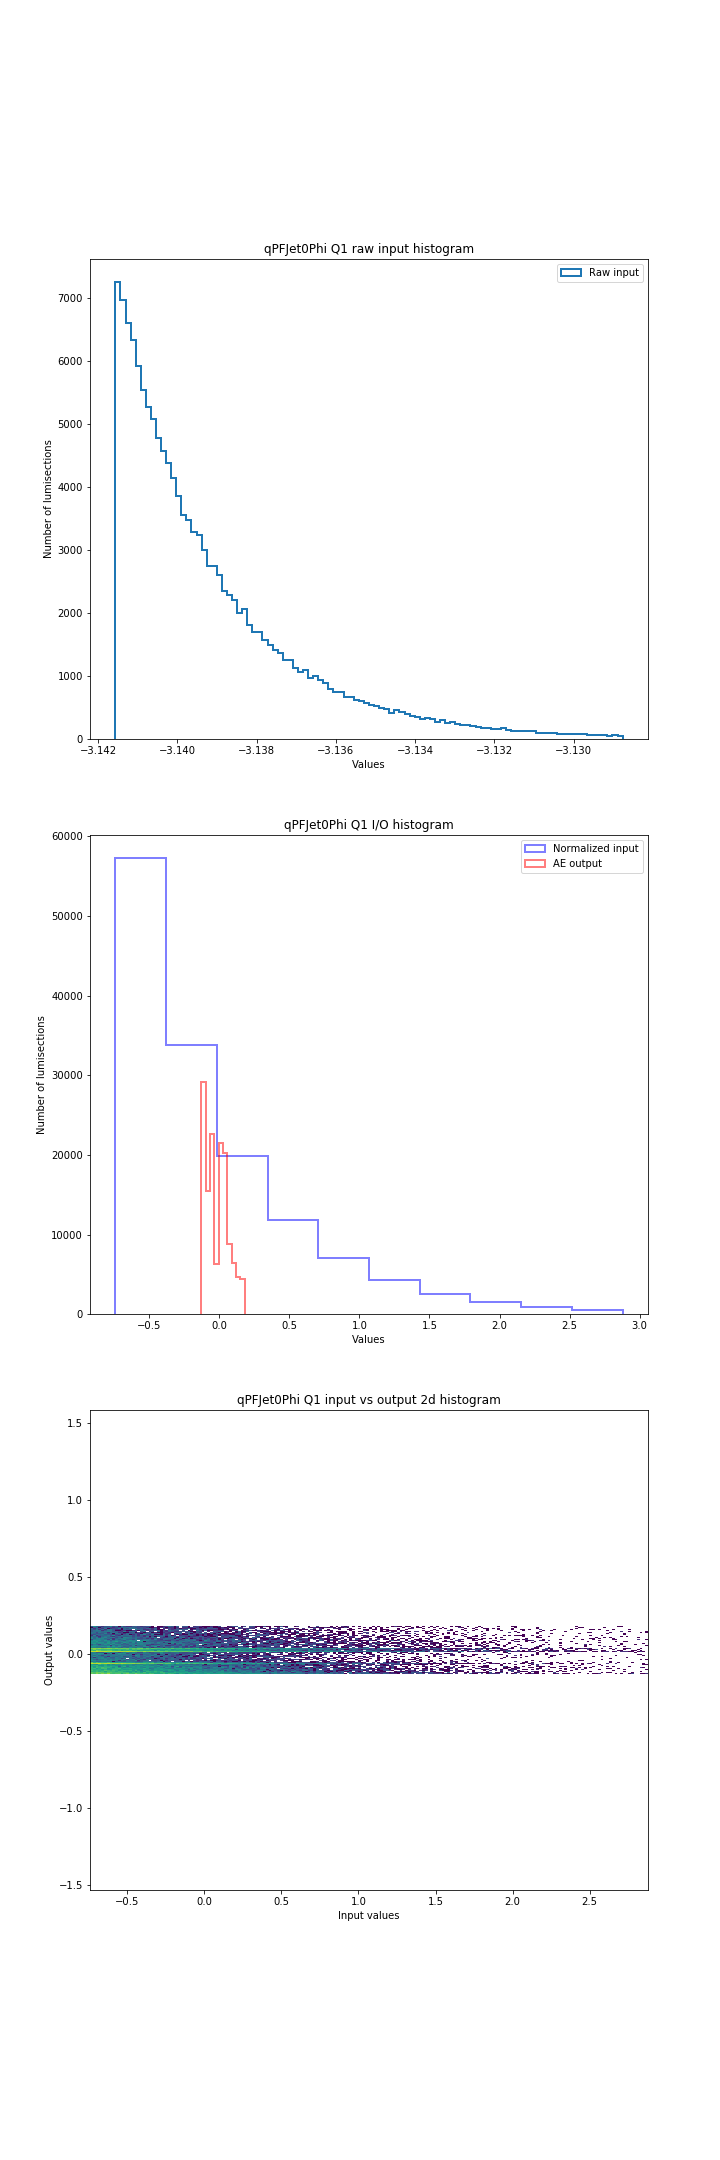 qPFJet0Phi Q1 raw input histogram
Raw input
7000
6000
5000
4000
3000
2000
1000
0
Number of lumisections
−3.142 −3.140 −3.138 −3.136 −3.134 −3.132 −3.130
Values
qPFJet0Phi Q1 I/O histogram
Normalized input
AE output
60000
50000
40000
30000
20000
10000
0
Number of lumisections
−0.5 0.0 0.5 1.0 1.5 2.0 2.5 3.0
Values
qPFJet0Phi Q1 input vs output 2d histogram
1.5
1.0
0.5
0.0
−0.5
−1.0
−1.5
Output values
−0.5 0.0 0.5 1.0 1.5 2.0 2.5
Input values